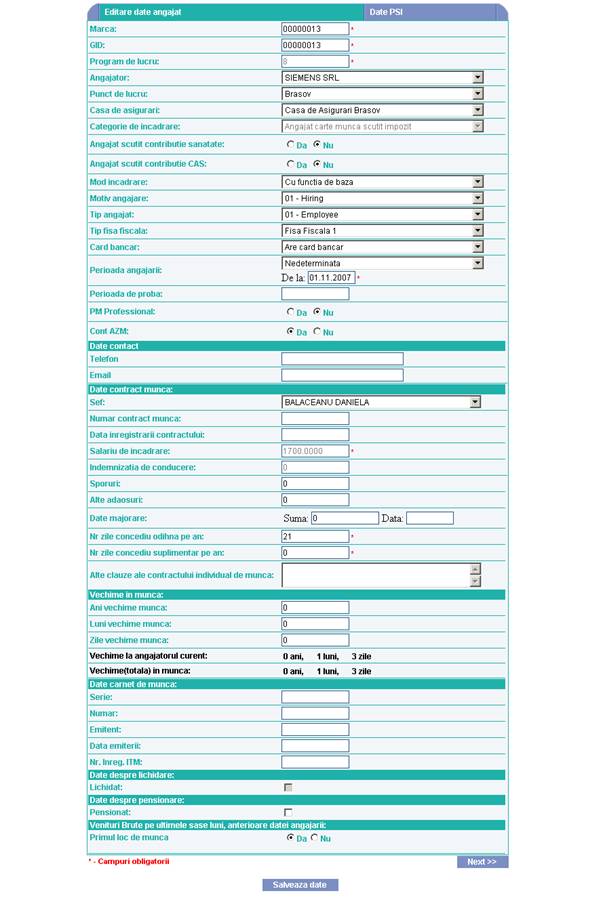 Editare date angajat Date PSI
Marca: 00000013 *
GID: 00000013 *
Program de lucru: 8 *
Angajator: SIEMENS SRL
Punct de lucru: Brasov
Casa de asigurari: Casa de Asigurari Brasov
Categorie de incadrare: Angajat carte munca scutit impozit
Angajat scutit contributie sanatate: Da Nu
Angajat scutit contributie CAS: Da Nu
Mod incadrare: Cu functia de baza
Motiv angajare: 01 - Hiring
Tip angajat: 01 - Employee
Tip fisa fiscala: Fisa Fiscala 1
Card bancar: Are card bancar
Perioada angajarii: Nedeterminata
De la: 01.11.2007 *
Perioada de proba:
PM Professional: Da Nu
Cont AZM: Da Nu
Date contact
Telefon
Email
Date contract munca:
Sef: BALACEANU DANIELA
Numar contract munca:
Data inregistrarii contractului:
Salariu de incadrare: 1700.0000 *
Indemnizatia de conducere: 0
Sporuri: 0
Alte adaosuri: 0
Date majorare: Suma: 0 Data:
Nr zile concediu odihna pe an: 21 *
Nr zile concediu suplimentar pe an: 0 *
Alte clauze ale contractului individual de munca:
Vechime in munca:
Ani vechime munca: 0
Luni vechime munca: 0
Zile vechime munca: 0
Vechime la angajatorul curent: 0 ani, 1 luni, 3 zile
Vechime(totala) in munca: 0 ani, 1 luni, 3 zile
Date carnet de munca:
Serie:
Numar:
Emitent:
Data emiterii:
Nr. Inreg. ITM:
Date despre lichidare:
Lichidat:
Date despre pensionare:
Pensionat:
Venituri Brute pe ultimele sase luni, anterioare datei angajarii:
Primul loc de munca Da Nu
* - Campuri obligatorii Next >>
Salveaza date